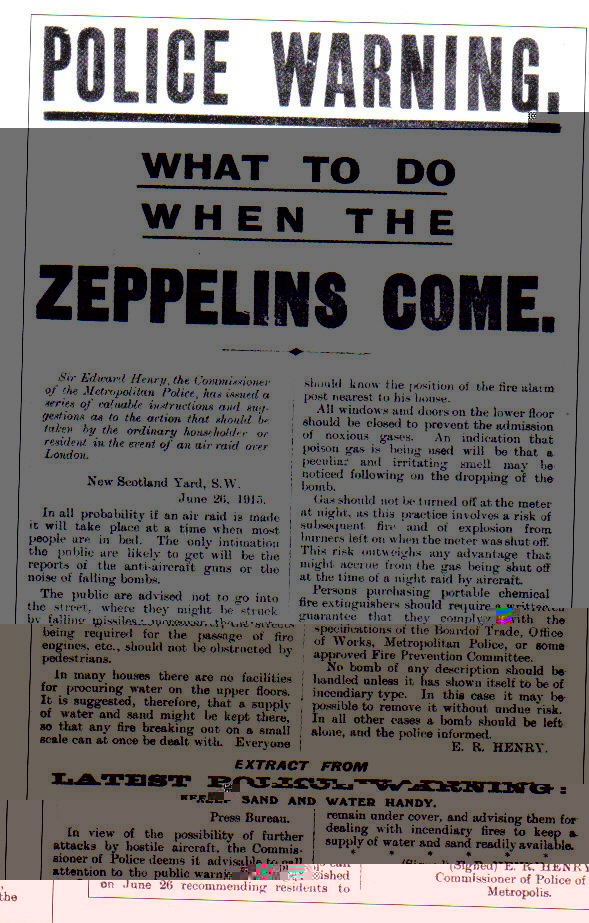 POLICE WARNING.
WHAT TO DO
WHEN THE
ZEPPELINS COME.
Sir Edward Henry, the Commissioner
of the Metropolitan Police, has issued a
series of valuable instructions and sug-
gestions as to the action that should be
taken by the ordinary householder or
resident in the event of an air raid over
London.
New Scotland Yard, S.W.
June 26, 1915.
In all probability if an air raid is made
it will take place at a time when most
people are in bed. The only intimation
the public are likely to get will be the
reports of the anti-aircraft guns or the
noise of falling bombs.
The public are advised not to go into
the street, where they might be struck
by falling missiles
being required for the passage of fire
engines, etc., should not be obstructed by
pedestrians.
In many houses there are no facilities
for procuring water on the upper floors.
It is suggested, therefore, that a supply
of water and sand might be kept there,
so that any fire breaking out on a small
scale can at once be dealt with. Everyone
should know the position of the fire alarm
post nearest to his house.
All windows and doors on the lower floor
should be closed to prevent the admission
of noxious gases. An indication that
poison gas is being used will be that a
peculiar and irritating smell may be
noticed following on the dropping of the
bomb.
Gas should not be turned off at the meter
at night, as this practice involves a risk of
subsequent fire and of explosion from
burners left on when the meter was shut off.
This risk outweighs any advantage that
might accrue from the gas being shut off
at the time of a night raid by aircraft.
Persons purchasing portable chemical
fire extinguishers should require a written
guarantee that they comply with the
specifications of the Board of Trade, Office
of Works, Metropolitan Police, or some
approved Fire Prevention Committee.
No bomb of any description should be
handled unless it has shown itself to be of
incendiary type. In this case it may be
possible to remove it without undue risk.
In all other cases a bomb should be left
alone, and the police informed.
E. R. HENRY.
EXTRACT FROM
LATEST POLICE WARNING:
SAND AND WATER HANDY.
Press Bureau.
In view of the possibility of further
attacks by hostile aircraft, the Commis-
sioner of Police deems it advisable to call
attention to the public
on June 26 recommending residents to
remain under cover, and advising them for
dealing with incendiary fires to keep a
supply of water and sand readily available.
* * * * * *
(Signed) E. R. HENRY
Commissioner of Police of
Metropolis.
the